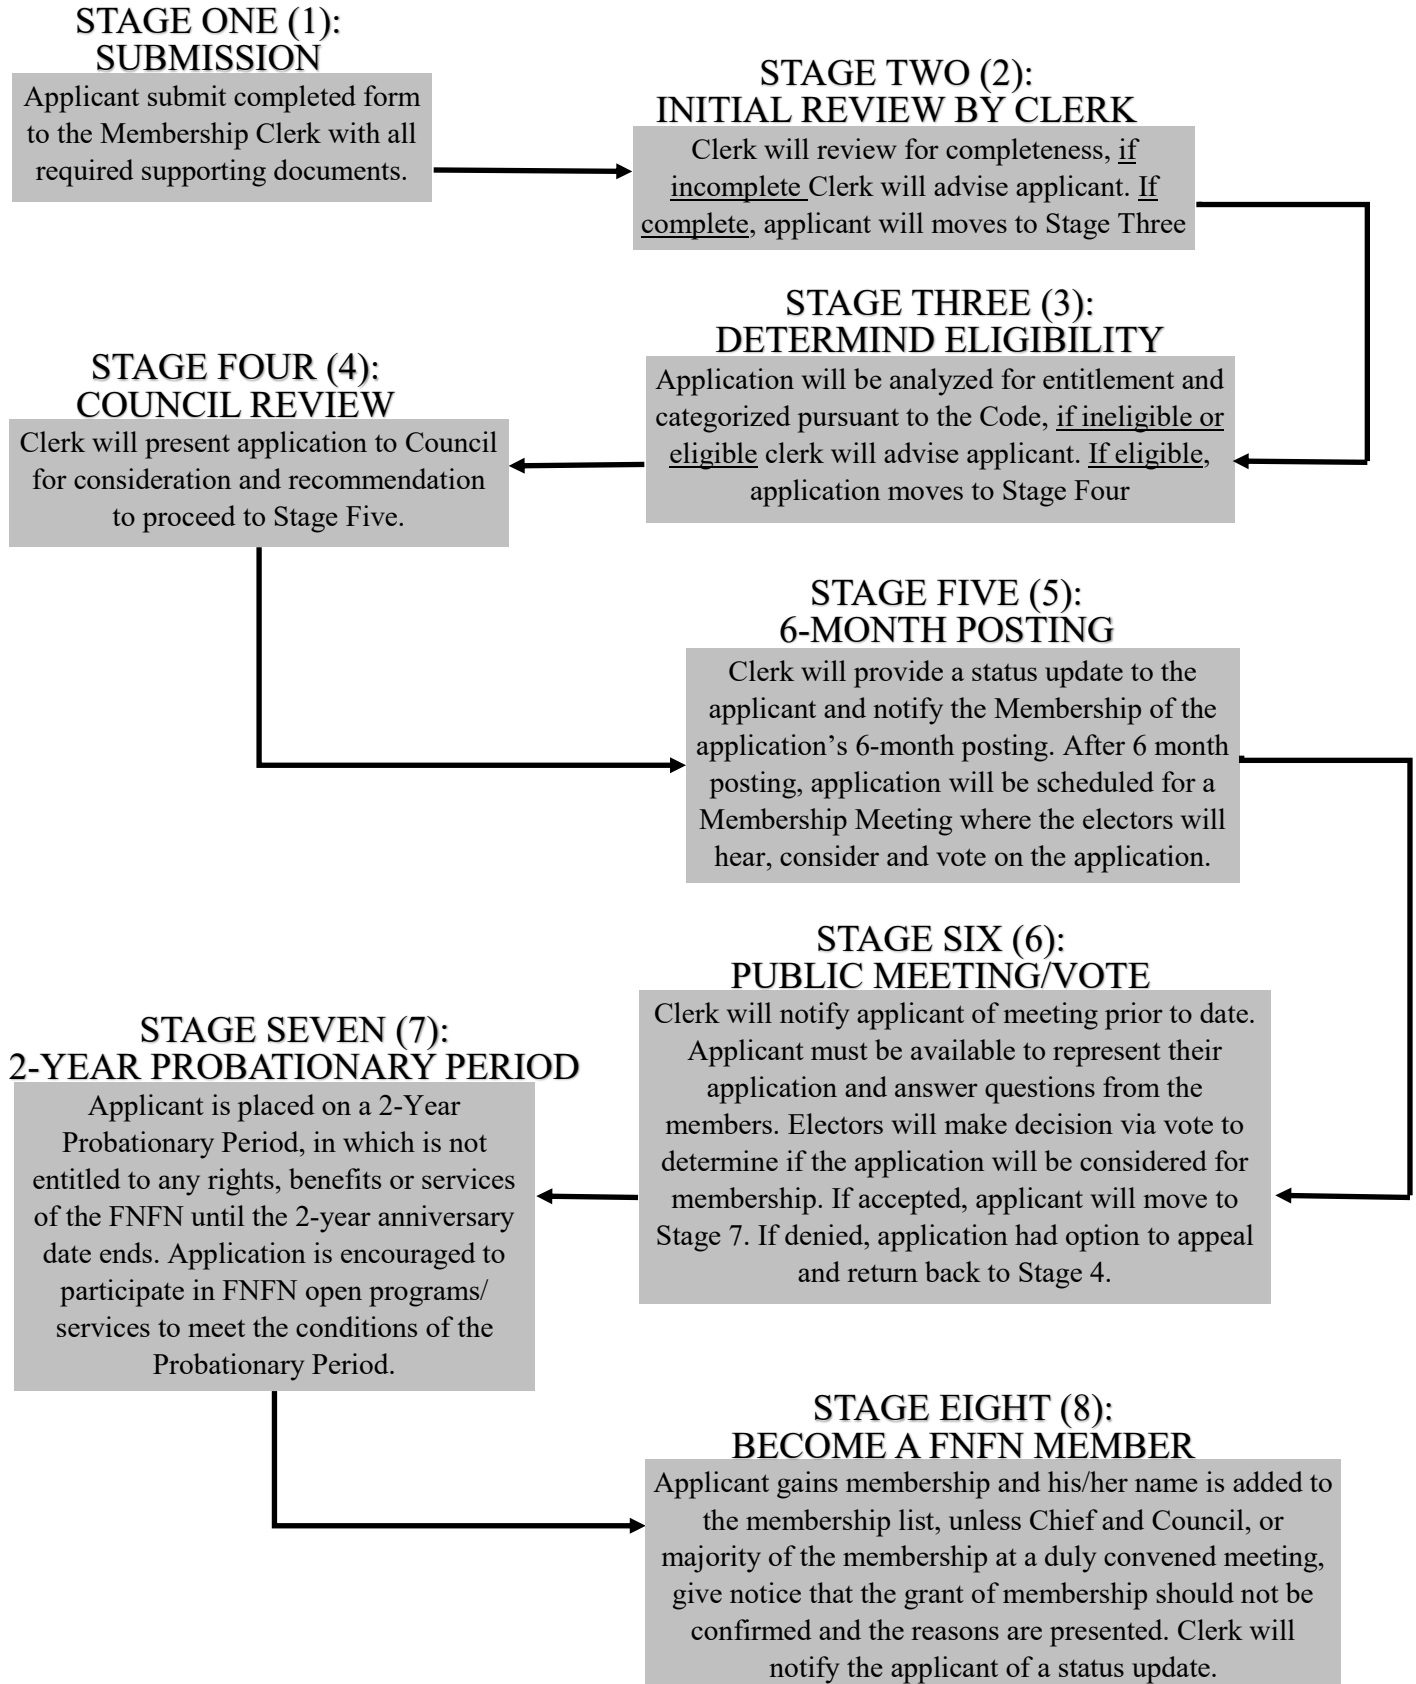 STAGE ONE (1):
SUBMISSION
Applicant submit completed form
to the Membership Clerk with all
required supporting documents.
STAGE TWO (2):
INITIAL REVIEW BY CLERK
Clerk will review for completeness, if
incomplete Clerk will advise applicant. If
complete, applicant will moves to Stage Three
STAGE THREE (3):
DETERMIND ELIGIBILITY
Application will be analyzed for entitlement and
categorized pursuant to the Code, if ineligible or
eligible clerk will advise applicant. If eligible,
application moves to Stage Four
STAGE FOUR (4):
COUNCIL REVIEW
Clerk will present application to Council
for consideration and recommendation
to proceed to Stage Five.
STAGE FIVE (5):
6-MONTH POSTING
Clerk will provide a status update to the
applicant and notify the Membership of the
application’s 6-month posting. After 6 month
posting, application will be scheduled for a
Membership Meeting where the electors will
hear, consider and vote on the application.
STAGE SIX (6):
PUBLIC MEETING/VOTE
Clerk will notify applicant of meeting prior to date.
Applicant must be available to represent their
application and answer questions from the
members. Electors will make decision via vote to
determine if the application will be considered for
membership. If accepted, applicant will move to
Stage 7. If denied, application had option to appeal
and return back to Stage 4.
STAGE SEVEN (7):
2-YEAR PROBATIONARY PERIOD
Applicant is placed on a 2-Year
Probationary Period, in which is not
entitled to any rights, benefits or services
of the FNFN until the 2-year anniversary
date ends. Application is encouraged to
participate in FNFN open programs/
services to meet the conditions of the
Probationary Period.
STAGE EIGHT (8):
BECOME A FNFN MEMBER
Applicant gains membership and his/her name is added to
the membership list, unless Chief and Council, or
majority of the membership at a duly convened meeting,
give notice that the grant of membership should not be
confirmed and the reasons are presented. Clerk will
notify the applicant of a status update.